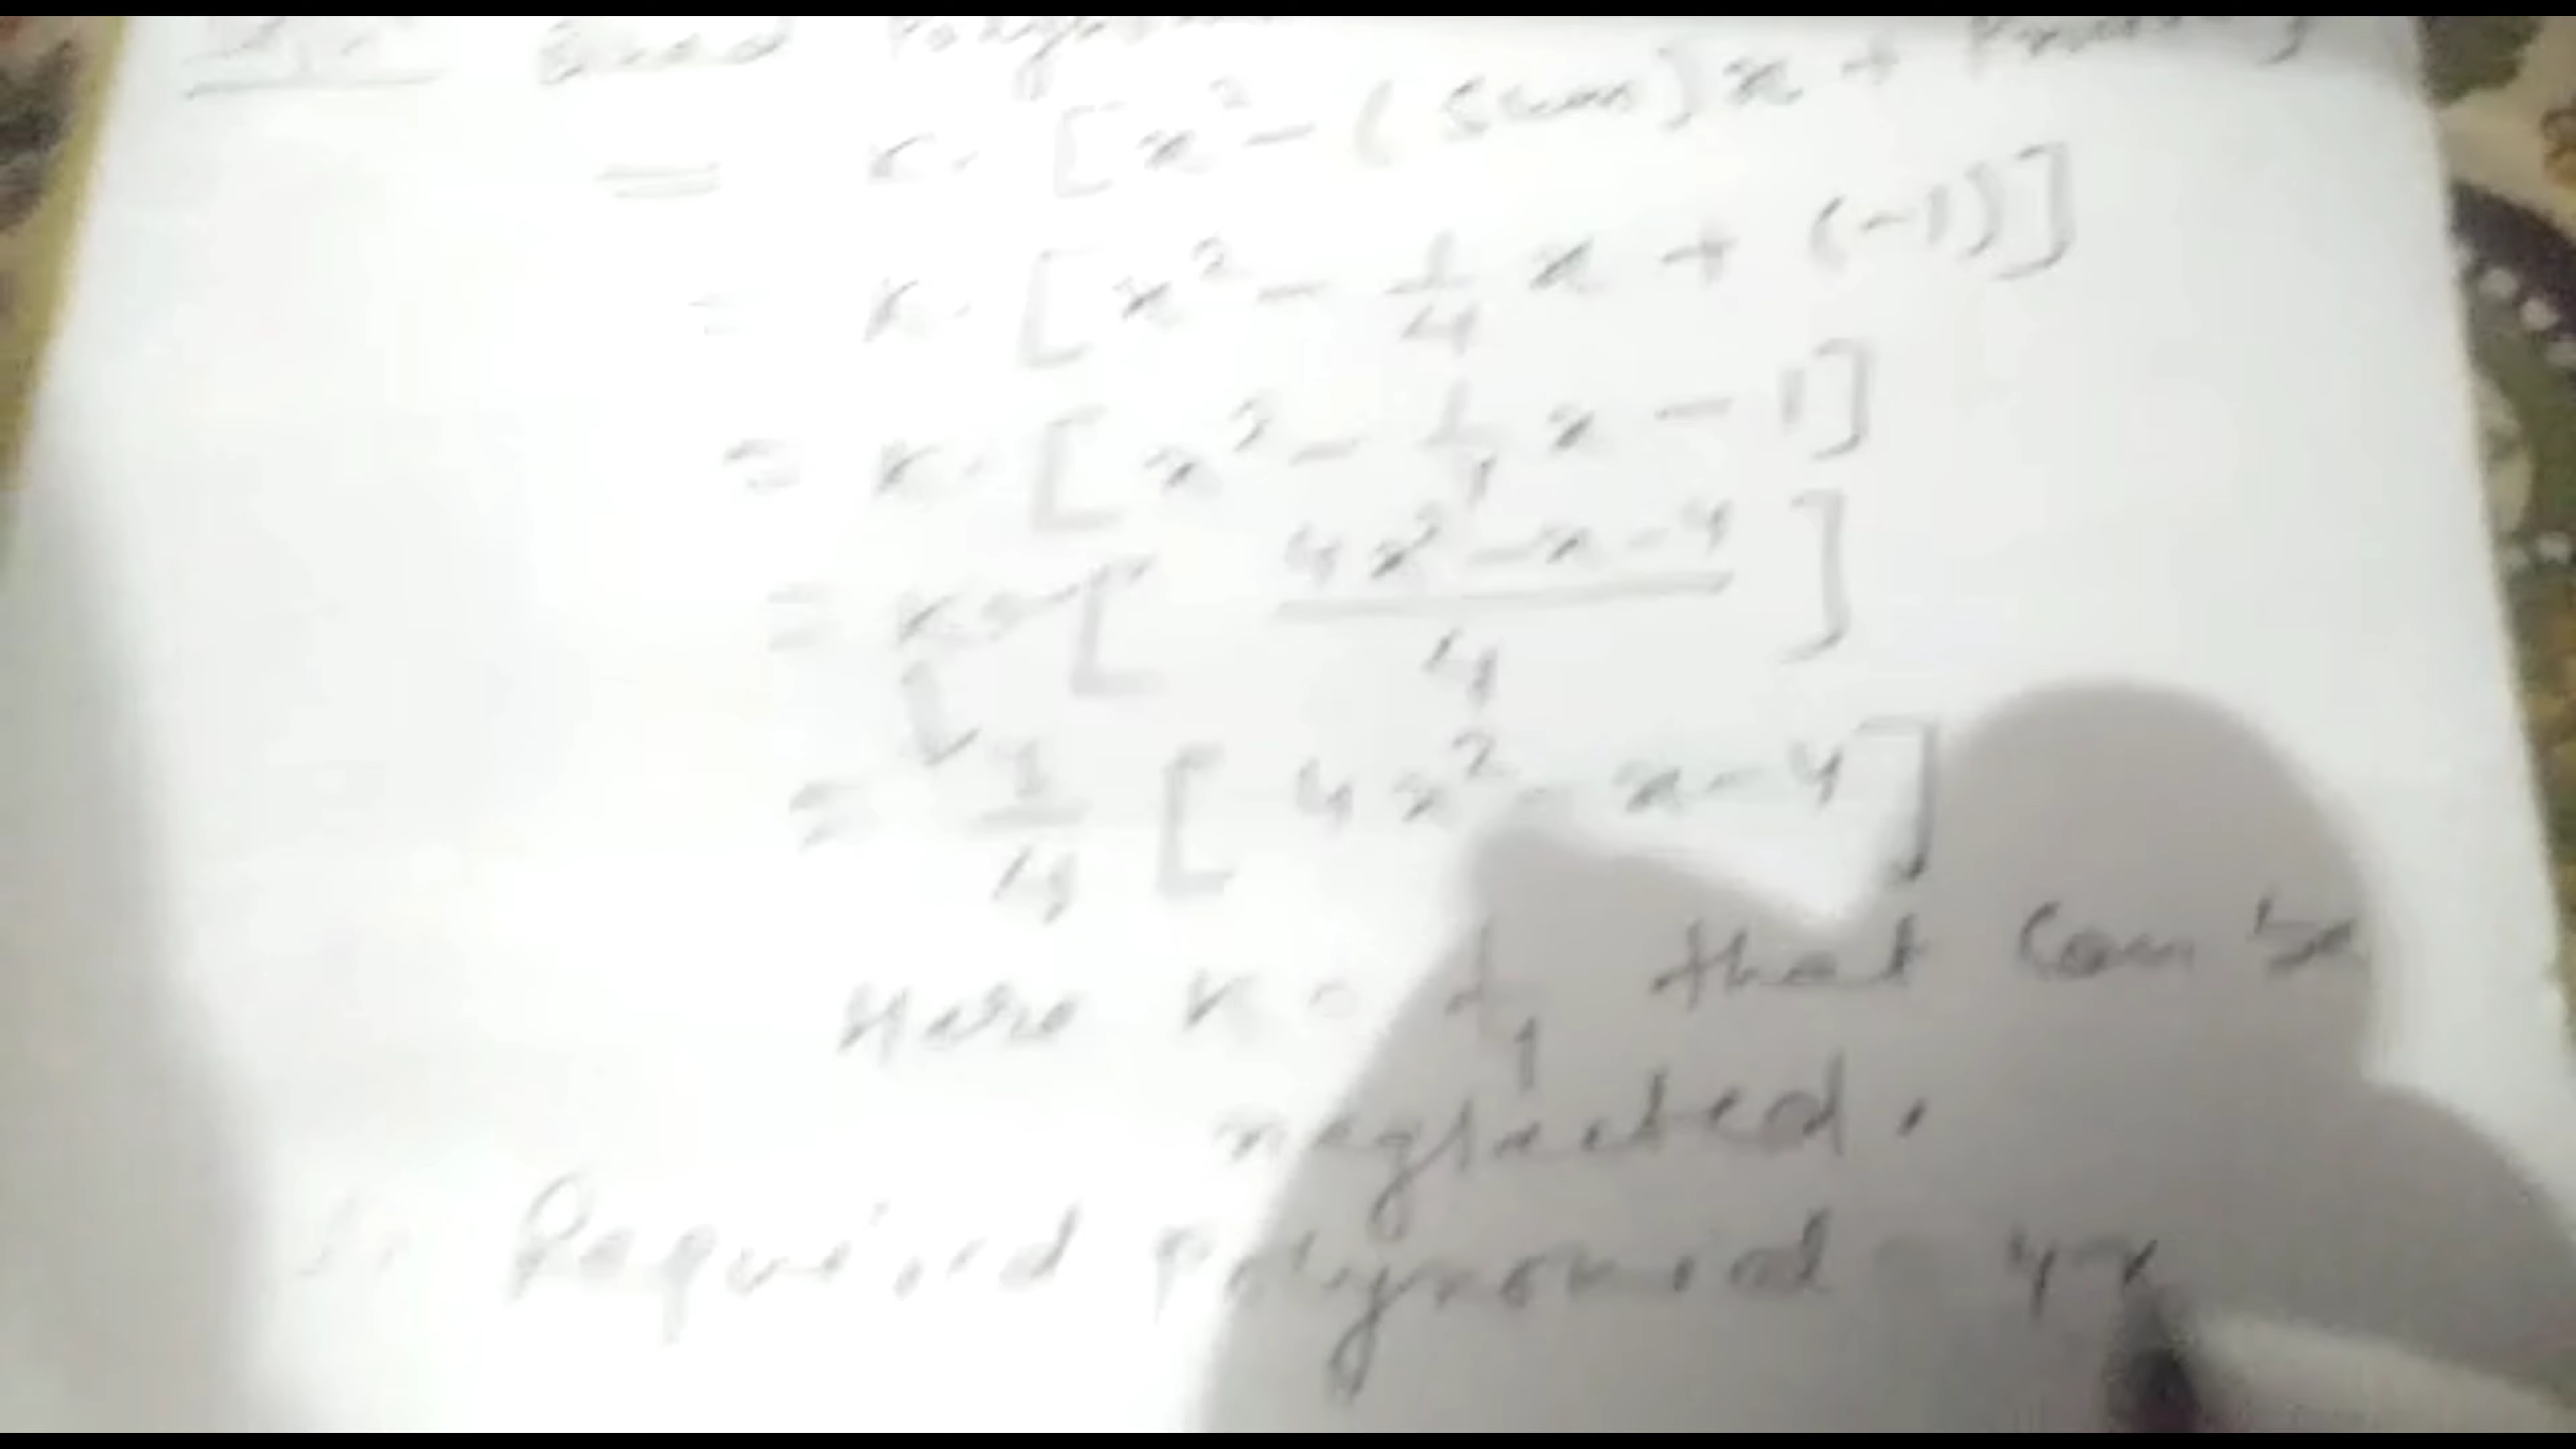 = K. [x² - (Sum)x +
= K. [x² - 1/4 x + (-1)]
= K. [x² - 1/4 x - 1]
= K [ (4x² - x - 4)/4 ]
= 1/4 [ 4x² - x - 4 ]
Here K = 1/4 that can be
neglected.
Required polynomial = 4x